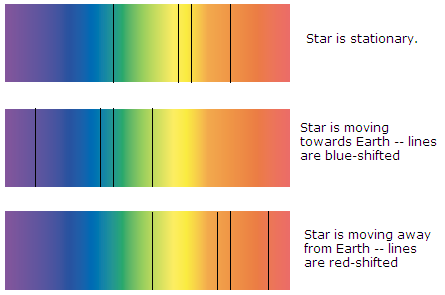 Star is stationary.
Star is moving
towards Earth -- lines
are blue-shifted
Star is moving away
from Earth -- lines
are red-shifted